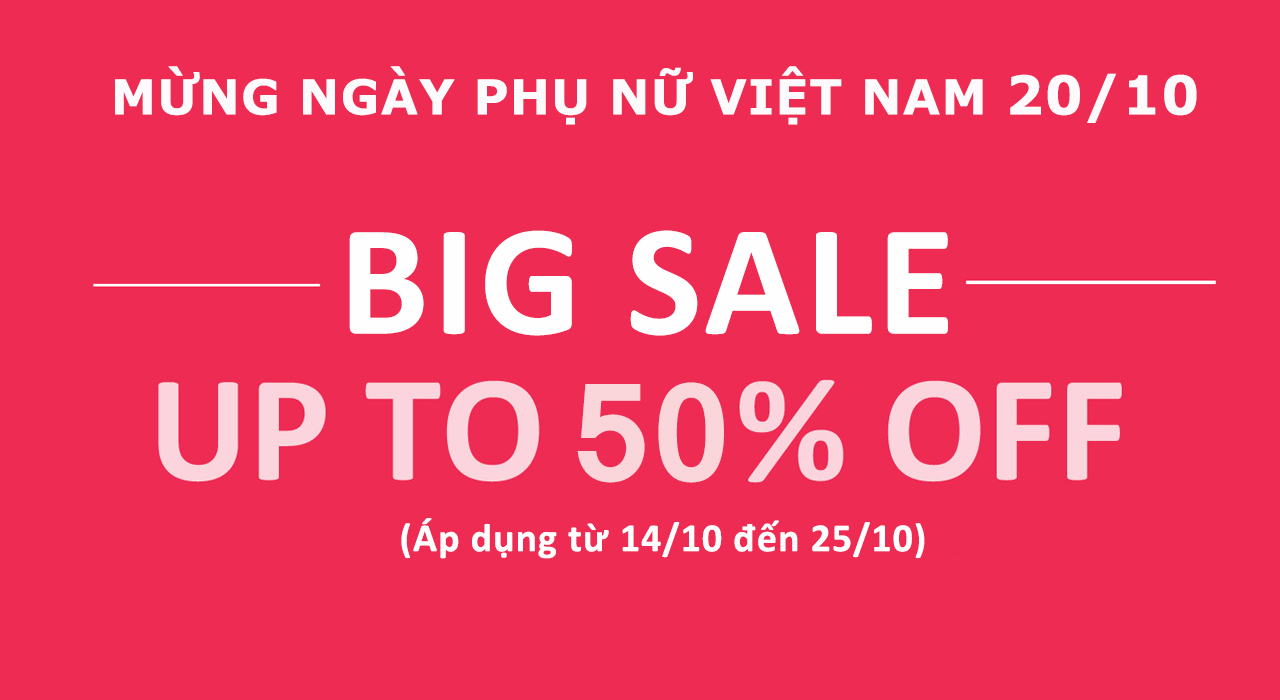 MỪNG NGÀY PHỤ NỮ VIỆT NAM 20/10
BIG SALE
UP TO 50% OFF
(Áp dụng từ 14/10 đến 25/10)